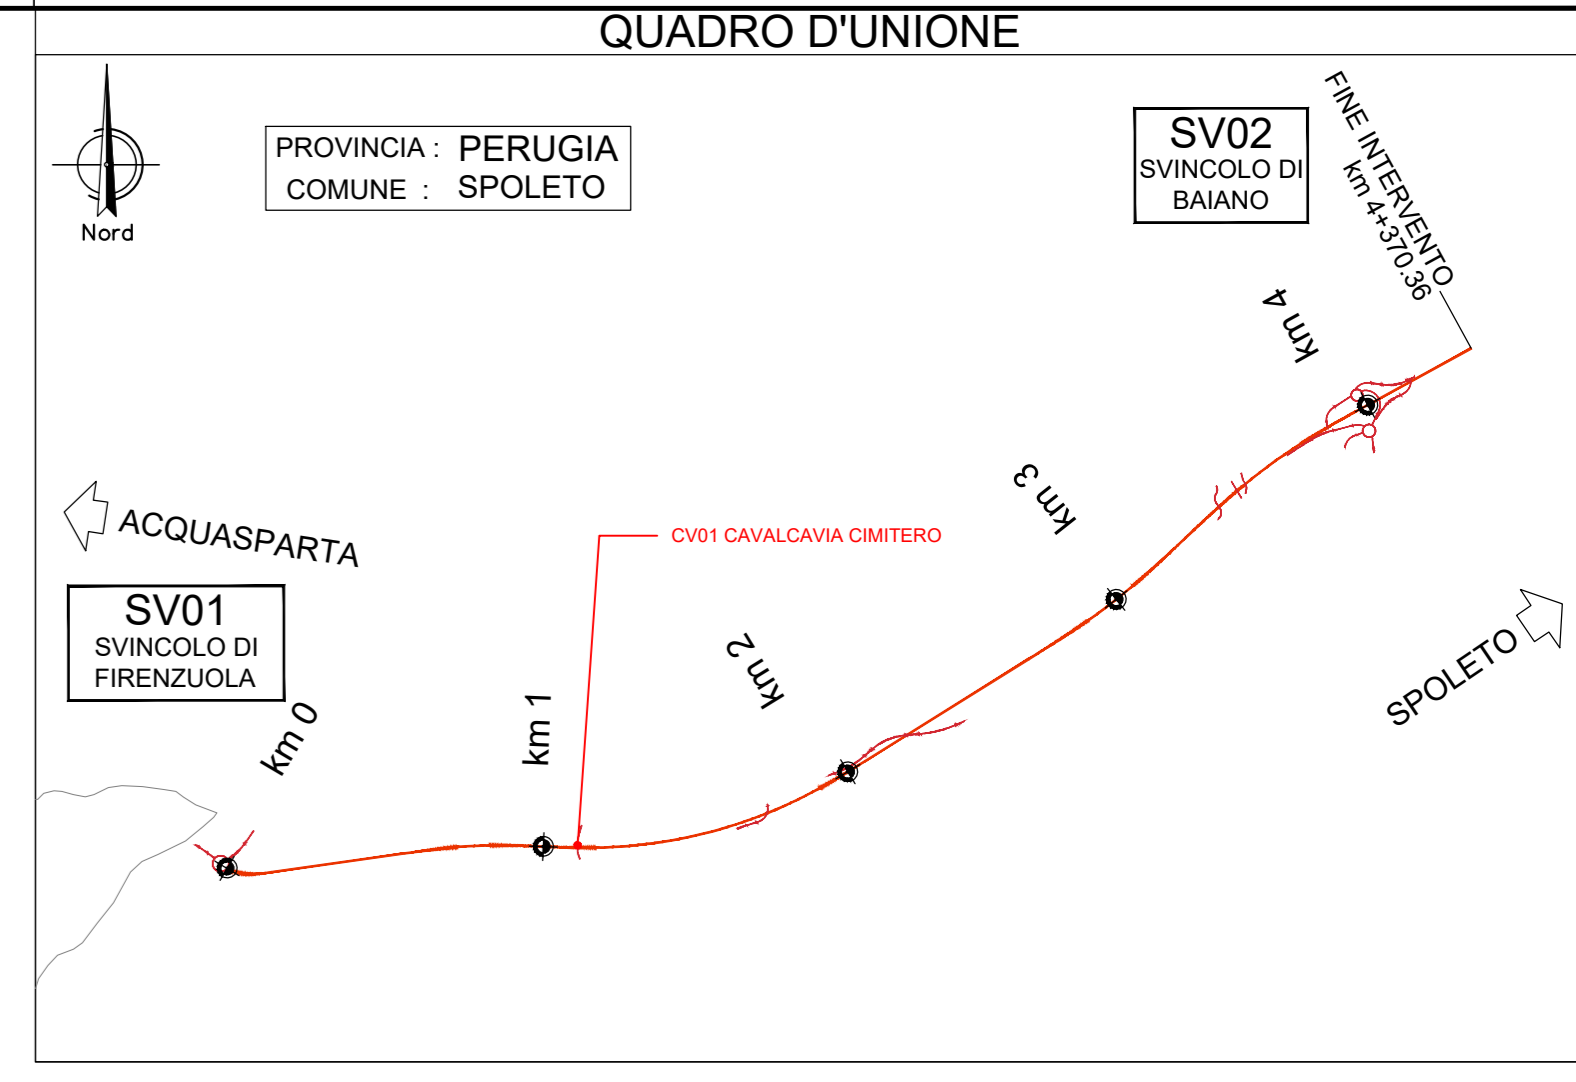 QUADRO D'UNIONE
Nord
PROVINCIA : PERUGIA
COMUNE : SPOLETO
SV02
SVINCOLO DI
BAIANO
FINE INTERVENTO
km 4+370.36
km 4
km 3
ACQUASPARTA
CV01 CAVALCAVIA CIMITERO
SV01
SVINCOLO DI
FIRENZUOLA
km 2
SPOLETO
km 1
km 0